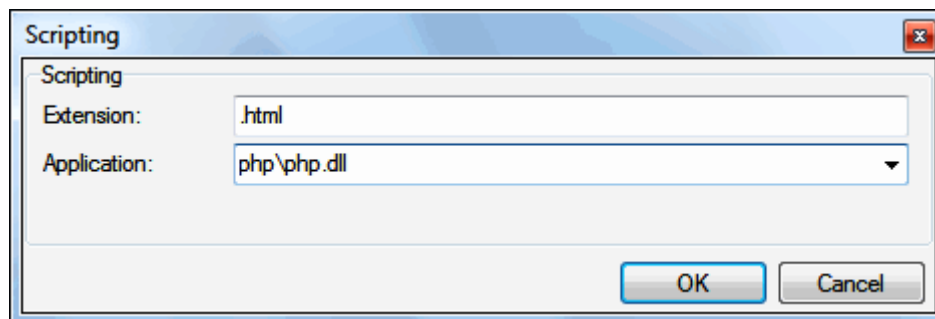 Scripting
Scripting
Extension: .html
Application: php\php.dll
OK Cancel